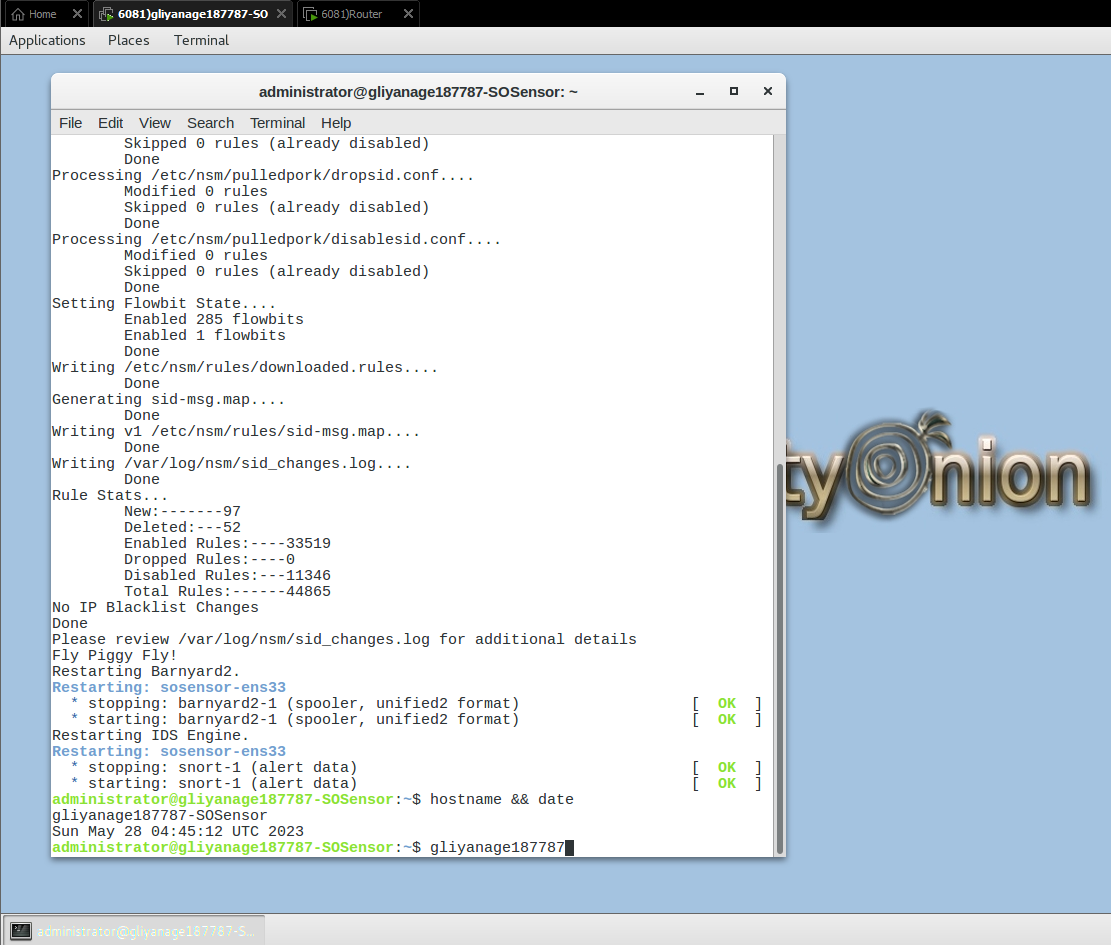 Home 6081)gliyanage187787-SO 6081)Router
Applications Places Terminal
administrator@gliyanage187787-SOSensor: ~
File Edit View Search Terminal Help
Skipped 0 rules (already disabled)
Done
Processing /etc/nsm/pulledpork/dropsid.conf....
Modified 0 rules
Skipped 0 rules (already disabled)
Done
Processing /etc/nsm/pulledpork/disablesid.conf....
Modified 0 rules
Skipped 0 rules (already disabled)
Done
Setting Flowbit State....
Enabled 285 flowbits
Enabled 1 flowbits
Done
Writing /etc/nsm/rules/downloaded.rules....
Done
Generating sid-msg.map....
Done
Writing v1 /etc/nsm/rules/sid-msg.map....
Done
Writing /var/log/nsm/sid_changes.log....
Done
Rule Stats...
New:-------97
Deleted:---52
Enabled Rules:----33519
Dropped Rules:----0
Disabled Rules:---11346
Total Rules:------44865
No IP Blacklist Changes
Done
Please review /var/log/nsm/sid_changes.log for additional details
Fly Piggy Fly!
Restarting Barnyard2.
Restarting: sosensor-ens33
* stopping: barnyard2-1 (spooler, unified2 format) [ OK ]
* starting: barnyard2-1 (spooler, unified2 format) [ OK ]
Restarting IDS Engine.
Restarting: sosensor-ens33
* stopping: snort-1 (alert data) [ OK ]
* starting: snort-1 (alert data) [ OK ]
administrator@gliyanage187787-SOSensor:~$ hostname && date
gliyanage187787-SOSensor
Sun May 28 04:45:12 UTC 2023
administrator@gliyanage187787-SOSensor:~$ gliyanage187787
tyOnion
administrator@gliyanage187787-S...